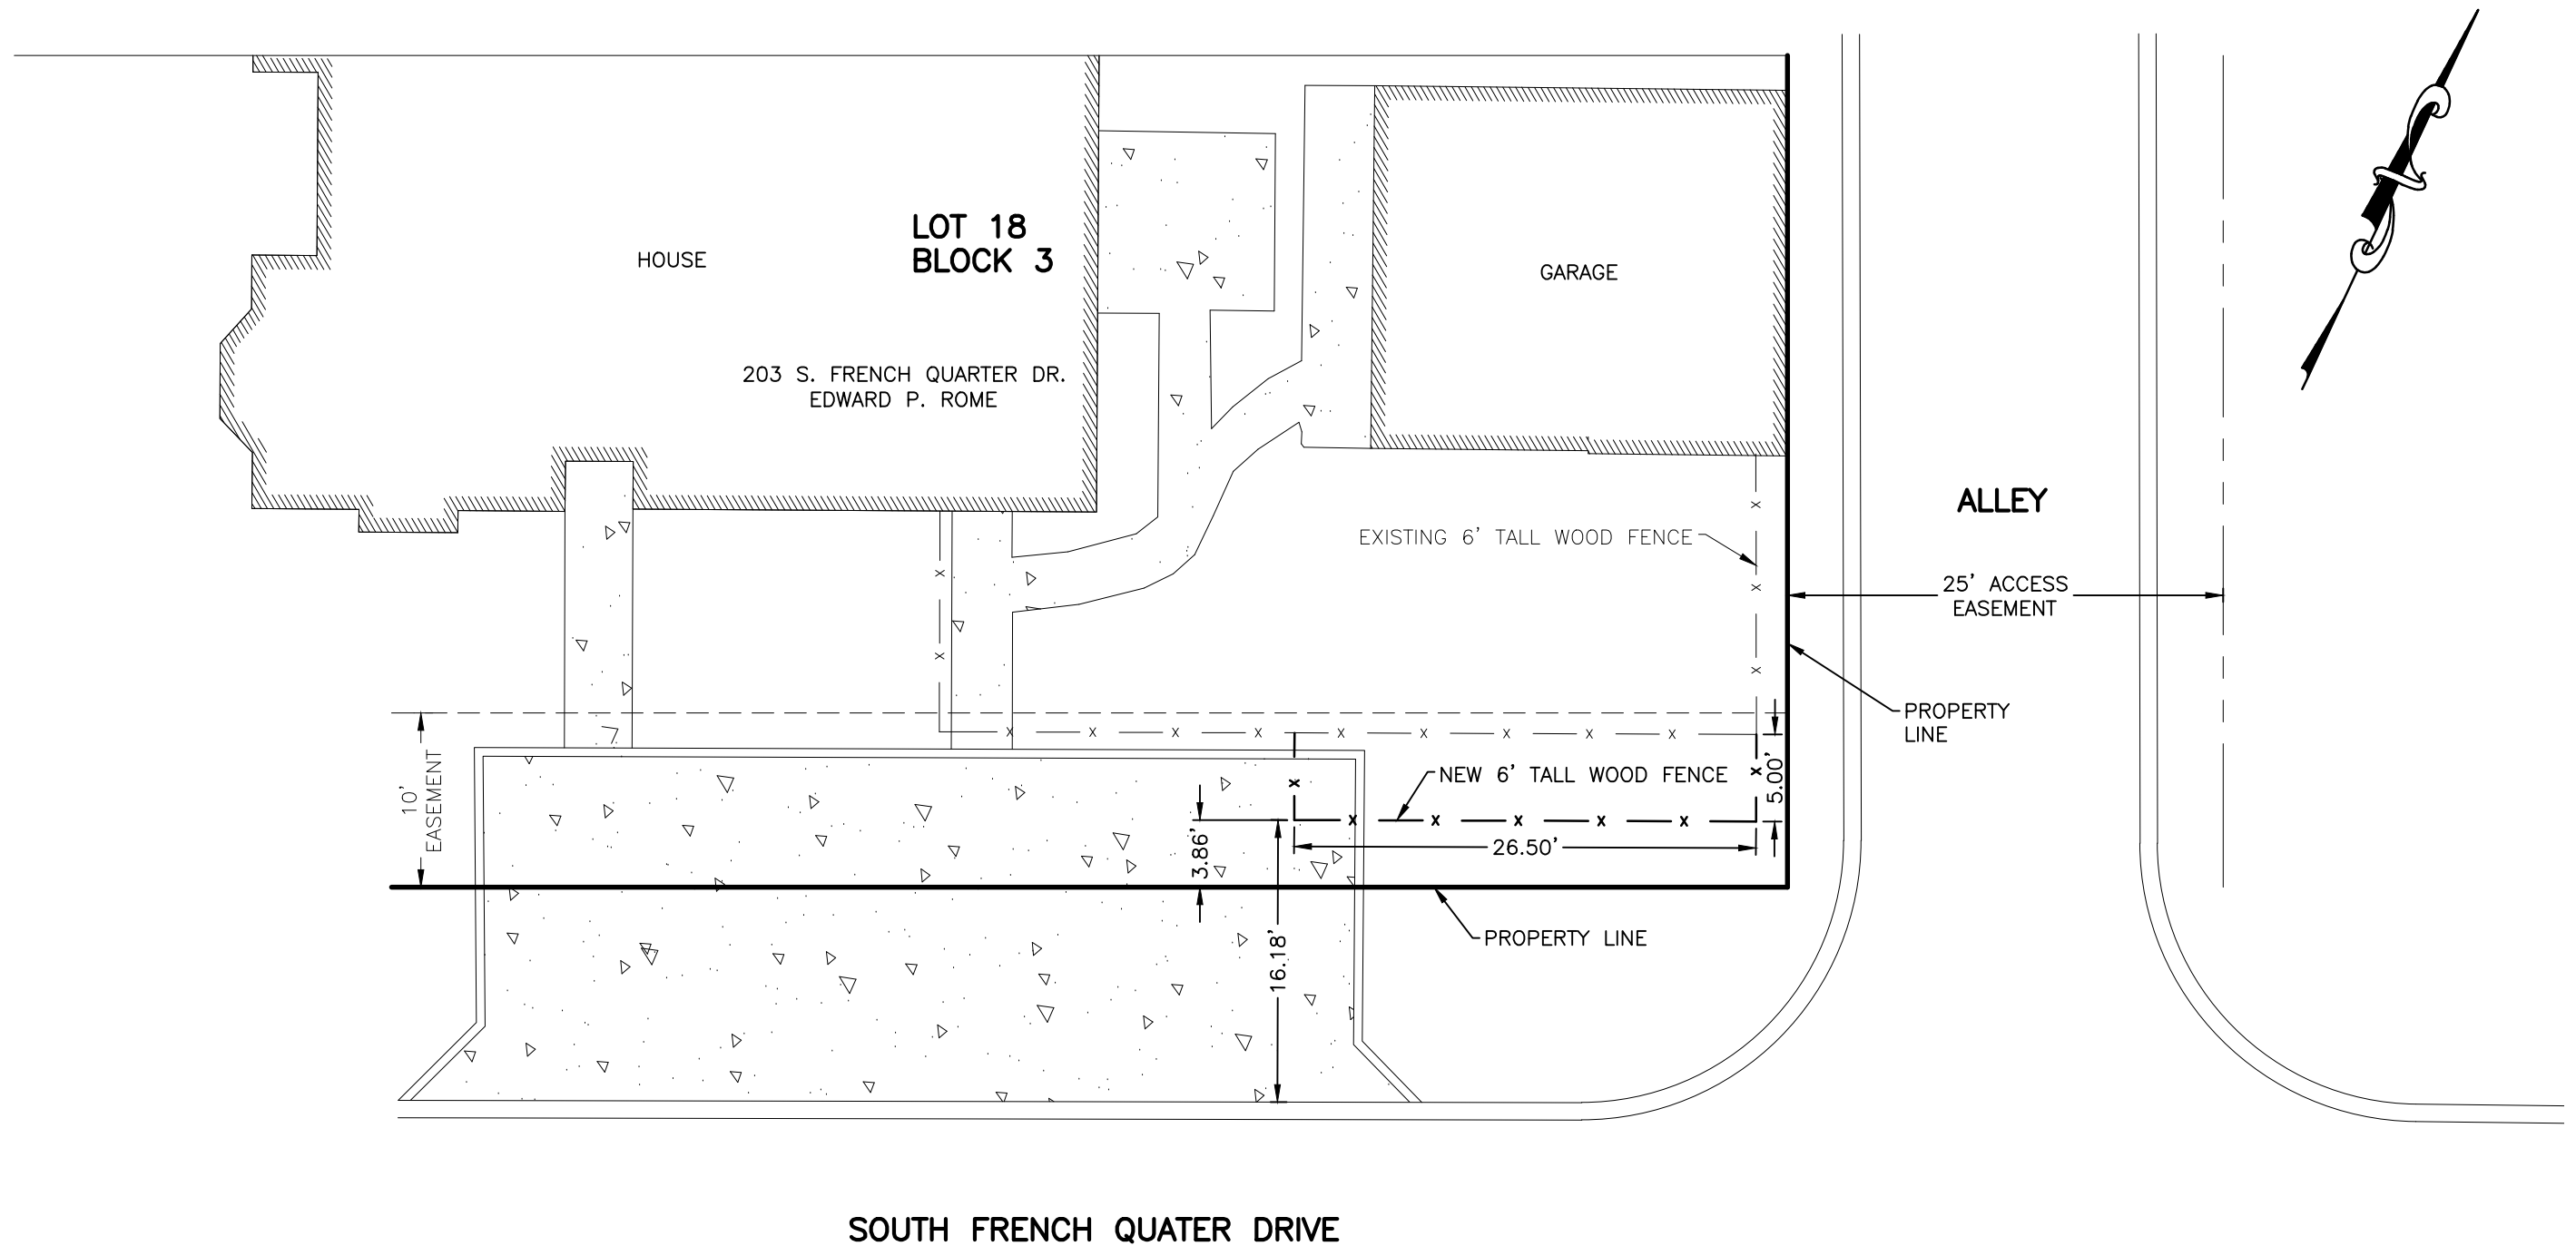 LOT 18
BLOCK 3
HOUSE
GARAGE
203 S. FRENCH QUARTER DR.
EDWARD P. ROME
ALLEY
EXISTING 6' TALL WOOD FENCE
25' ACCESS
EASEMENT
PROPERTY
LINE
10'
EASEMENT
NEW 6' TALL WOOD FENCE
5.00'
3.86'
26.50'
16.18'
PROPERTY LINE
SOUTH FRENCH QUATER DRIVE